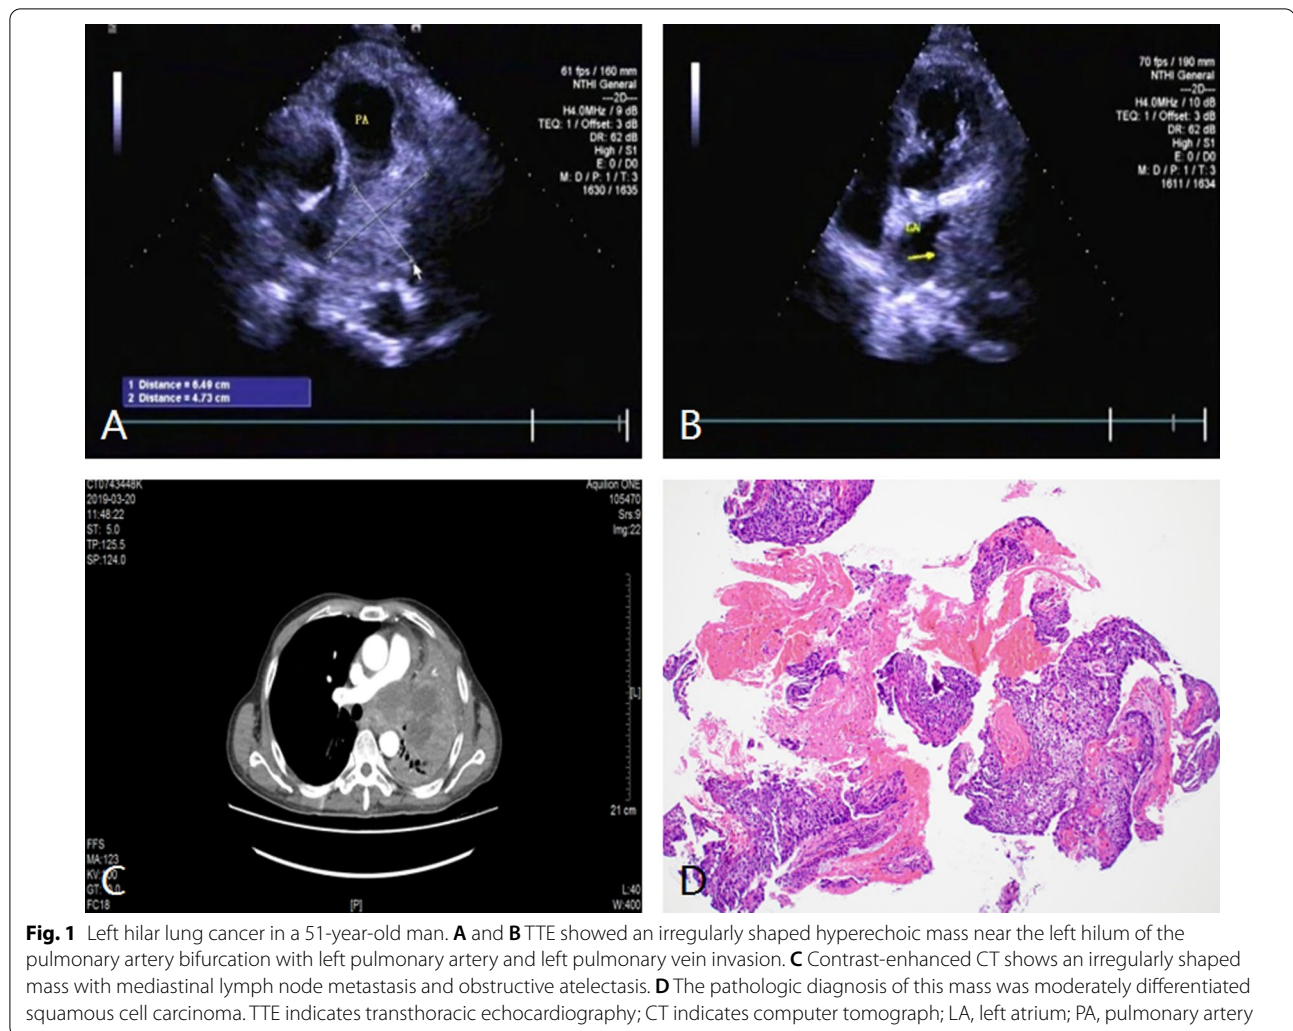 61 fps / 160 mm
NTHI General
---2D---
H4.0MHz / 9 dB
TEQ: 1 / Offset: 3 dB
DR: 62 dB
High / S1
E: 0 / D0
M: D / P: 1 / T: 3
1630 / 1635
PA
1 Distance = 6.49 cm
2 Distance = 4.73 cm
A
70 fps / 190 mm
NTHI General
---2D---
H4.0MHz / 10 dB
TEQ: 1 / Offset: 3 dB
DR: 62 dB
High / S1
E: 0 / D0
M: D / P: 1 / T: 3
1611 / 1634
LA
B
CT0743448K
2019-03-20
11:48:22
ST: 5.0
TP:125.5
SP:124.0
Aquilion ONE
105470
Srs:9
Img:22
[L]
21 cm
FFS
MA:123
FC18
C
[P]
L:40
W:400
D
Fig. 1 Left hilar lung cancer in a 51-year-old man. A and B TTE showed an irregularly shaped hyperechoic mass near the left hilum of the
pulmonary artery bifurcation with left pulmonary artery and left pulmonary vein invasion. C Contrast-enhanced CT shows an irregularly shaped
mass with mediastinal lymph node metastasis and obstructive atelectasis. D The pathologic diagnosis of this mass was moderately differentiated
squamous cell carcinoma. TTE indicates transthoracic echocardiography; CT indicates computer tomograph; LA, left atrium; PA, pulmonary artery